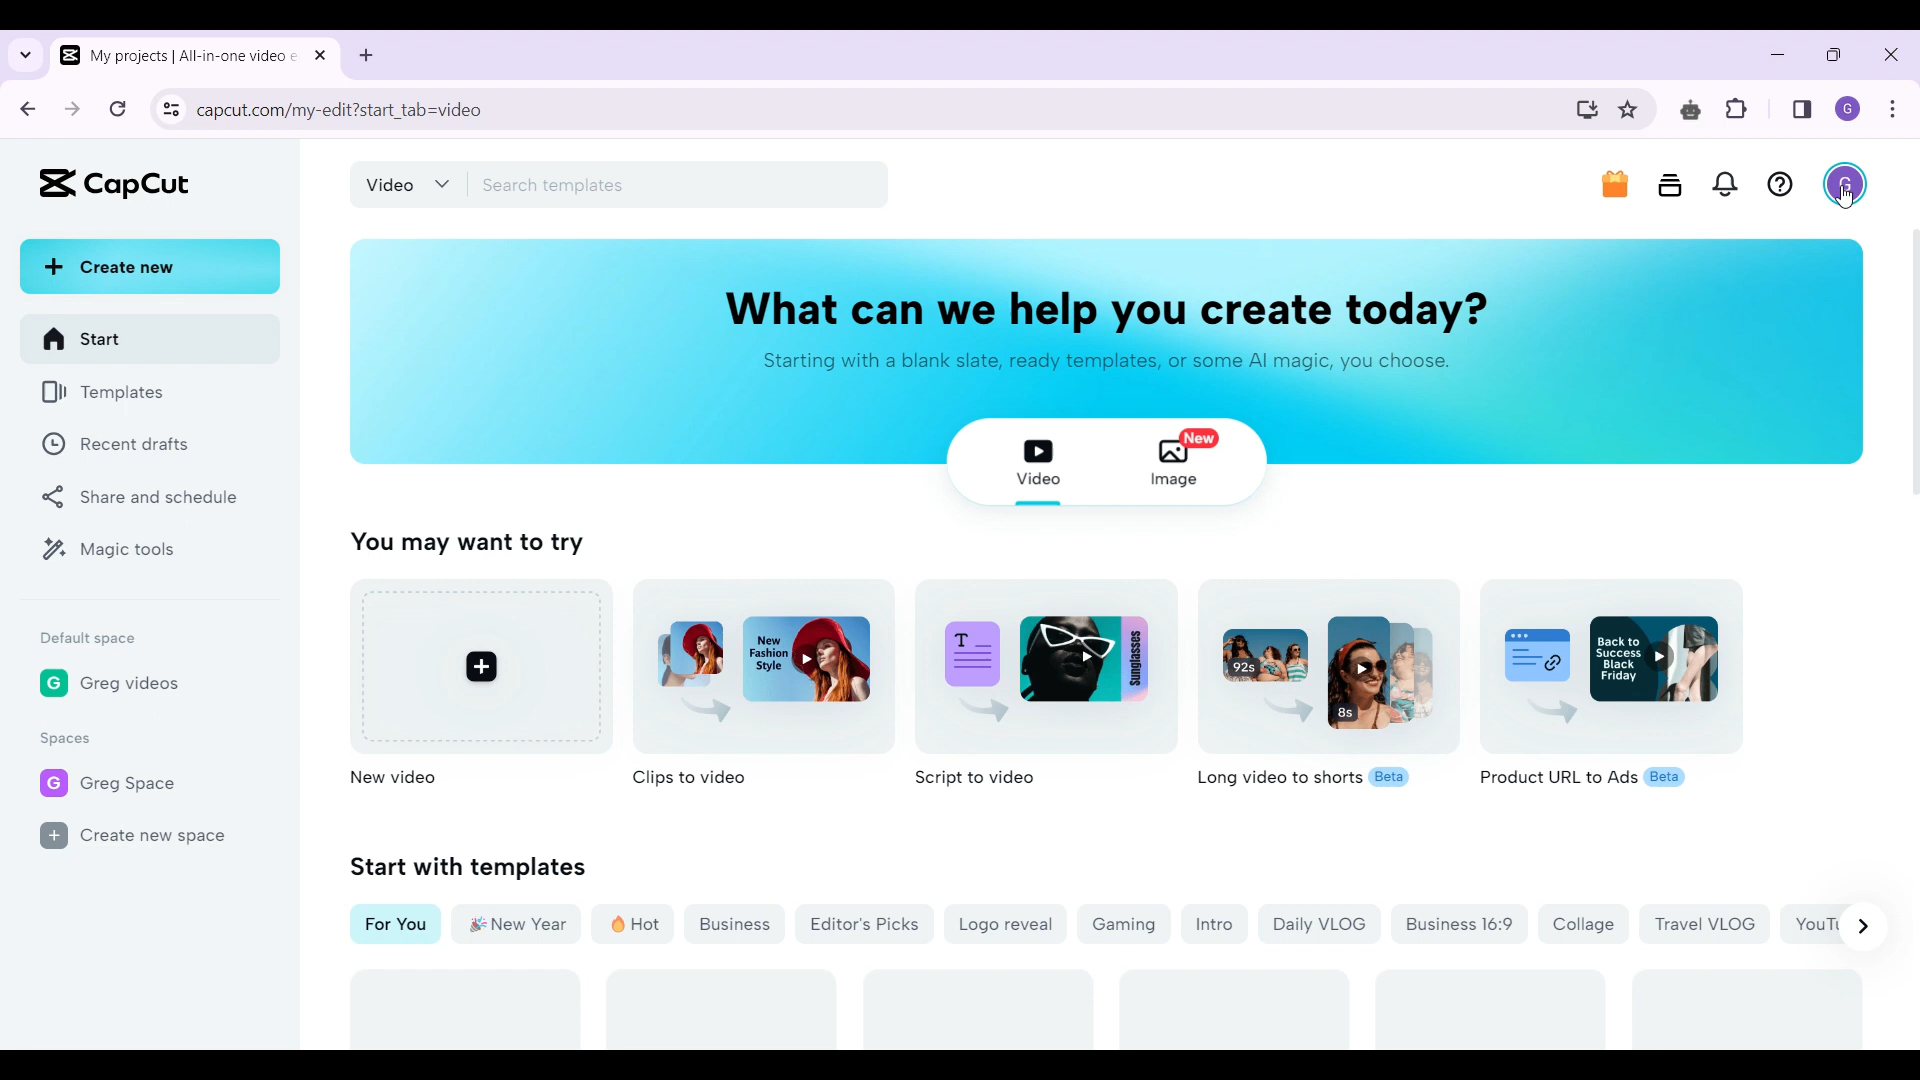 My projects | All-in-one video e
capcut.com/my-edit?start_tab=video
G
CapCut
Video
Search templates
G
Create new
Start
Templates
Recent drafts
Share and schedule
Magic tools
Default space
G Greg videos
Spaces
G Greg Space
Create new space
What can we help you create today?
Starting with a blank slate, ready templates, or some AI magic, you choose.
New
Video
Image
You may want to try
New
Fashion
Style
T
Sunglasses
92s
8s
Back to
Success
Black
Friday
New video
Clips to video
Script to video
Long video to shorts Beta
Product URL to Ads Beta
Start with templates
For You
New Year
Hot
Business
Editor's Picks
Logo reveal
Gaming
Intro
Daily VLOG
Business 16:9
Collage
Travel VLOG
YouTu